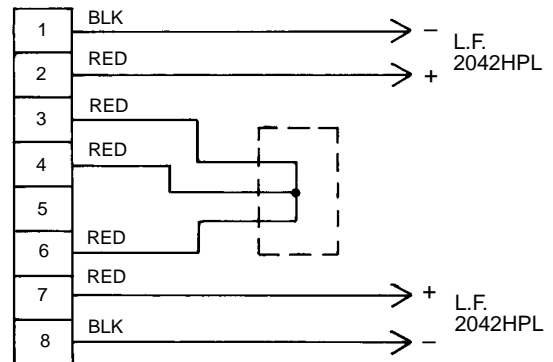 1 BLK – L.F.
2 RED + 2042HPL
3 RED
4 RED
5
6 RED
7 RED + L.F.
8 BLK – 2042HPL